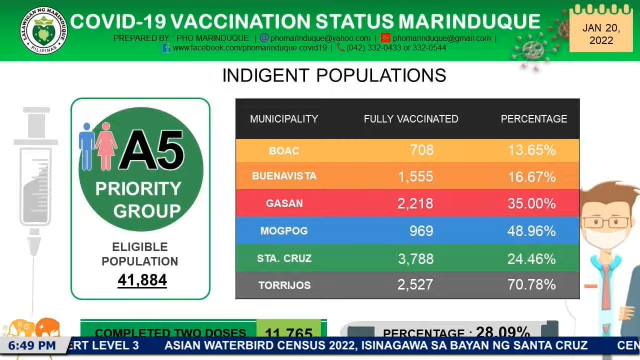 COVID-19 VACCINATION STATUS MARINDUQUE
PREPARED BY: PHO MARINDUQUE | phomarinduque@yahoo.com | phomarinduque@gmail.com |
www.facebook.com/phomarinduque.covid19 | (042) 332-0433 or 332-0544
JAN 20,
2022
INDIGENT POPULATIONS
A5
PRIORITY
GROUP
ELIGIBLE
POPULATION
41,884
MUNICIPALITY FULLY VACCINATED PERCENTAGE
BOAC 708 13.65%
BUENAVISTA 1,555 16.67%
GASAN 2,218 35.00%
MOGPOG 969 48.96%
STA. CRUZ 3,788 24.46%
TORRIJOS 2,527 70.78%
COMPLETED TWO DOSES 11,765
PERCENTAGE: 28.09%
6:49 PM ERT LEVEL 3 ASIAN WATERBIRD CENSUS 2022, ISINAGAWA SA BAYAN NG SANTA CRUZ CEN